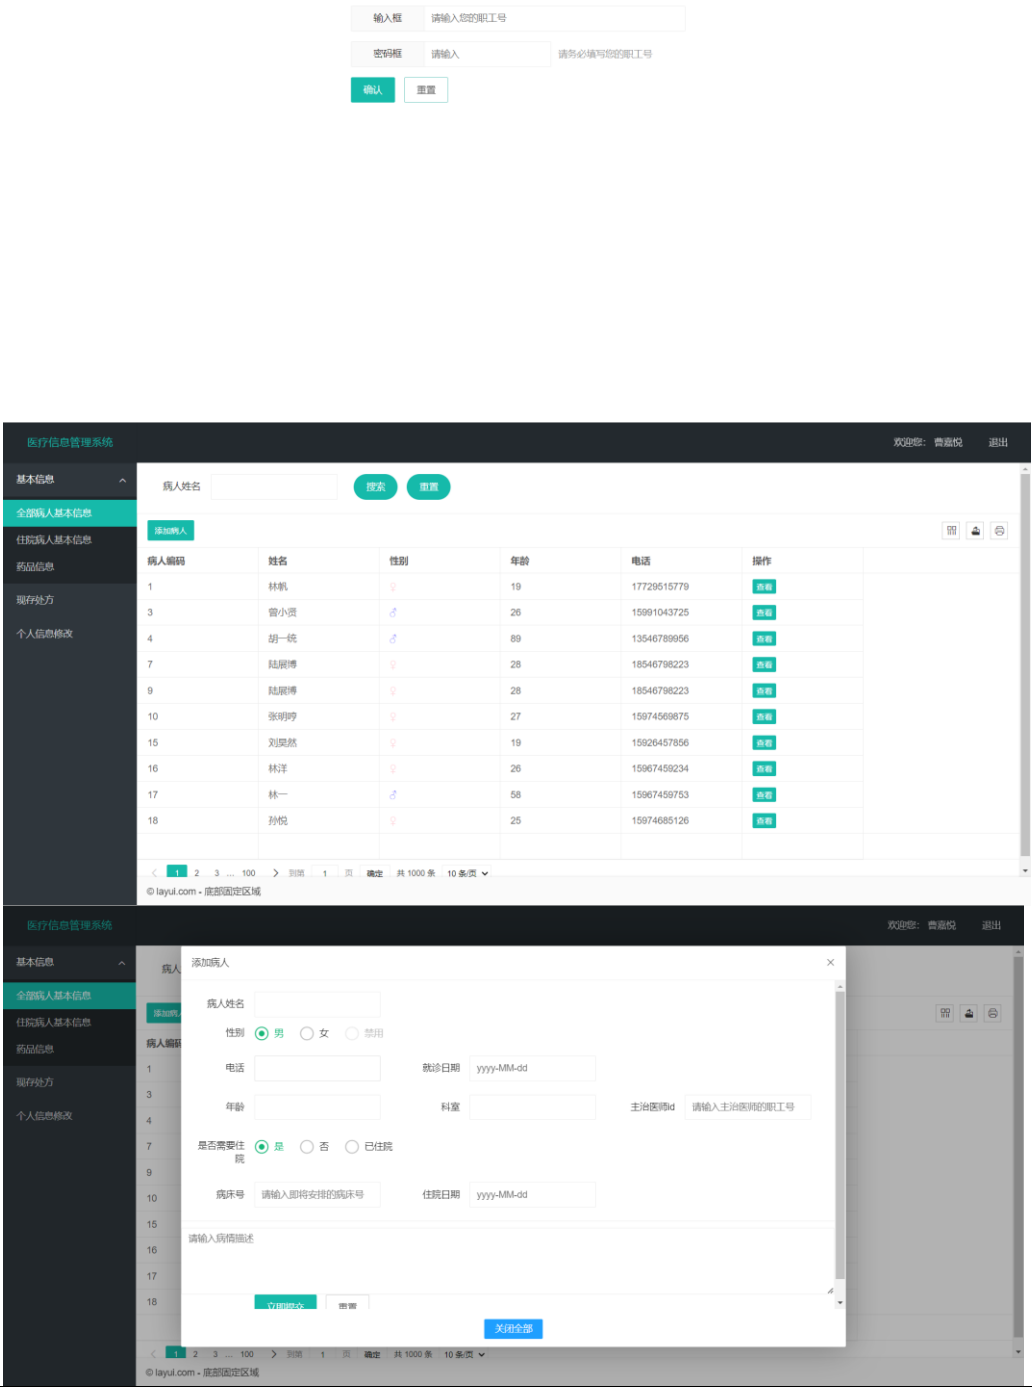 输入框 请输入您的职工号
密码框 请输入 请务必填写您的职工号
确认 重置
医疗信息管理系统 欢迎您: 曹嘉悦 退出
基本信息 病人姓名 搜索 重置
全部病人基本信息 添加病人
住院病人基本信息
药品信息
现存处方
个人信息修改
病人编码 姓名 性别 年龄 电话 操作
1 林帆 ♀ 19 17729515779 查看
3 曾小贤 ♂ 26 15991043725 查看
4 胡一统 ♂ 89 13546789956 查看
7 陆展博 ♀ 28 18546798223 查看
9 陆展博 ♀ 28 18546798223 查看
10 张明哼 ♀ 27 15974569875 查看
15 刘昊然 ♀ 19 15926457856 查看
16 林洋 ♀ 26 15967459234 查看
17 林一 ♂ 58 15967459753 查看
18 孙悦 ♀ 25 15974685126 查看
1 2 3 ... 100 到第 1 页 确定 共 1000 条 10 条/页
© layui.com - 底部固定区域
医疗信息管理系统 欢迎您: 曹嘉悦 退出
基本信息 病人
全部病人基本信息 添加病
住院病人基本信息
药品信息
现存处方
个人信息修改
病人编码
1
3
4
7
9
10
15
16
17
18
添加病人
病人姓名
性别 男 女 禁用
电话 就诊日期 yyyy-MM-dd
年龄 科室 主治医师id 请输入主治医师的职工号
是否需要住院 是 否 已住院
病床号 请输入即将安排的病床号 住院日期 yyyy-MM-dd
请输入病情描述
立即提交 重置
关闭全部
1 2 3 ... 100 到第 1 页 确定 共 1000 条 10 条/页
© layui.com - 底部固定区域